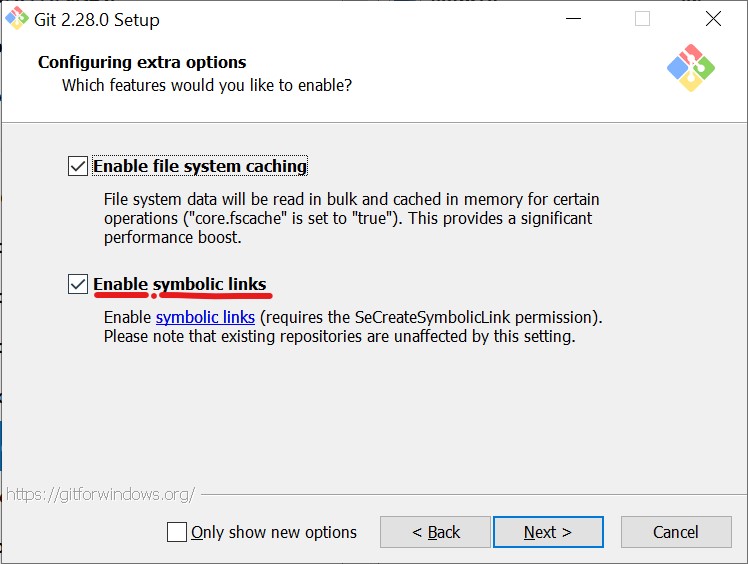 Git 2.28.0 Setup
Configuring extra options
Which features would you like to enable?
Enable file system caching
File system data will be read in bulk and cached in memory for certain
operations ("core.fscache" is set to "true"). This provides a significant
performance boost.
Enable symbolic links
Enable symbolic links (requires the SeCreateSymbolicLink permission).
Please note that existing repositories are unaffected by this setting.
https://gitforwindows.org/
Only show new options
< Back
Next >
Cancel